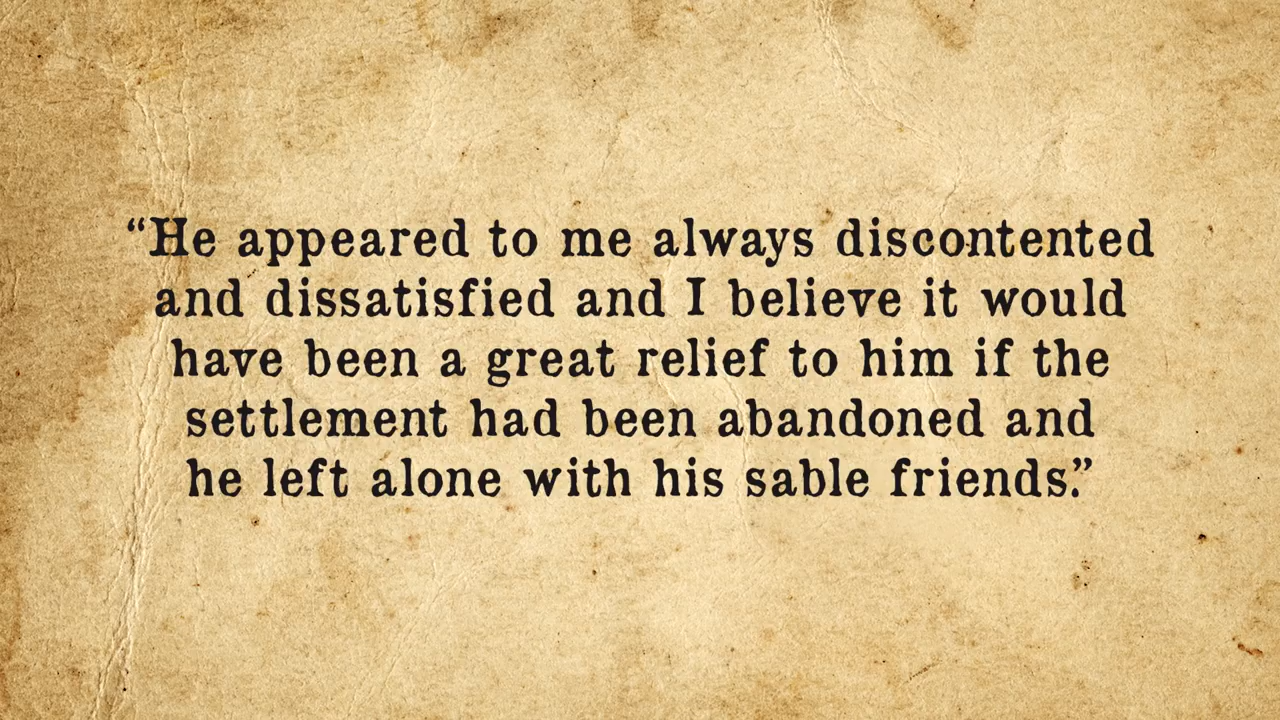 “He appeared to me always discontented
and dissatisfied and I believe it would
have been a great relief to him if the
settlement had been abandoned and
he left alone with his sable friends.”